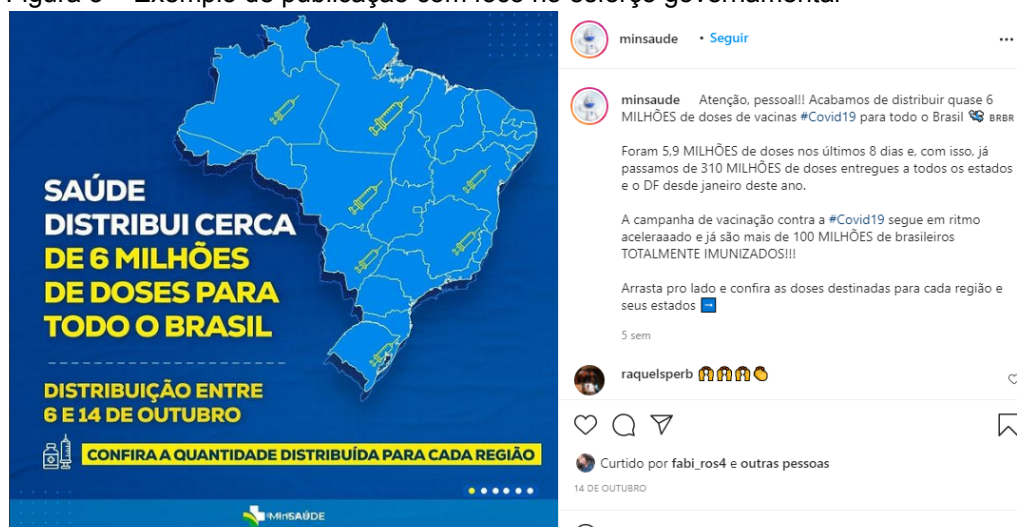 Figura 3 – Exemplo de publicação com foco no esforço governamental
SAÚDE
DISTRIBUI CERCA
DE 6 MILHÕES
DE DOSES PARA
TODO O BRASIL
DISTRIBUIÇÃO ENTRE
6 E 14 DE OUTUBRO
CONFIRA A QUANTIDADE DISTRIBUÍDA PARA CADA REGIÃO
MINSAÚDE
minsaude • Seguir
minsaude Atenção, pessoal!! Acabamos de distribuir quase 6
MILHÕES de doses de vacinas #Covid19 para todo o Brasil BRBR
Foram 5,9 MILHÕES de doses nos últimos 8 dias e, com isso, já
passamos de 310 MILHÕES de doses entregues a todos os estados
e o DF desde janeiro deste ano.
A campanha de vacinação contra a #Covid19 segue em ritmo
aceleraaado e já são mais de 100 MILHÕES de brasileiros
TOTALMENTE IMUNIZADOS!!!
Arrasta pro lado e confira as doses destinadas para cada região e
seus estados
5 sem
raquelsperb
Curtido por fabi_ros4 e outras pessoas
14 DE OUTUBRO